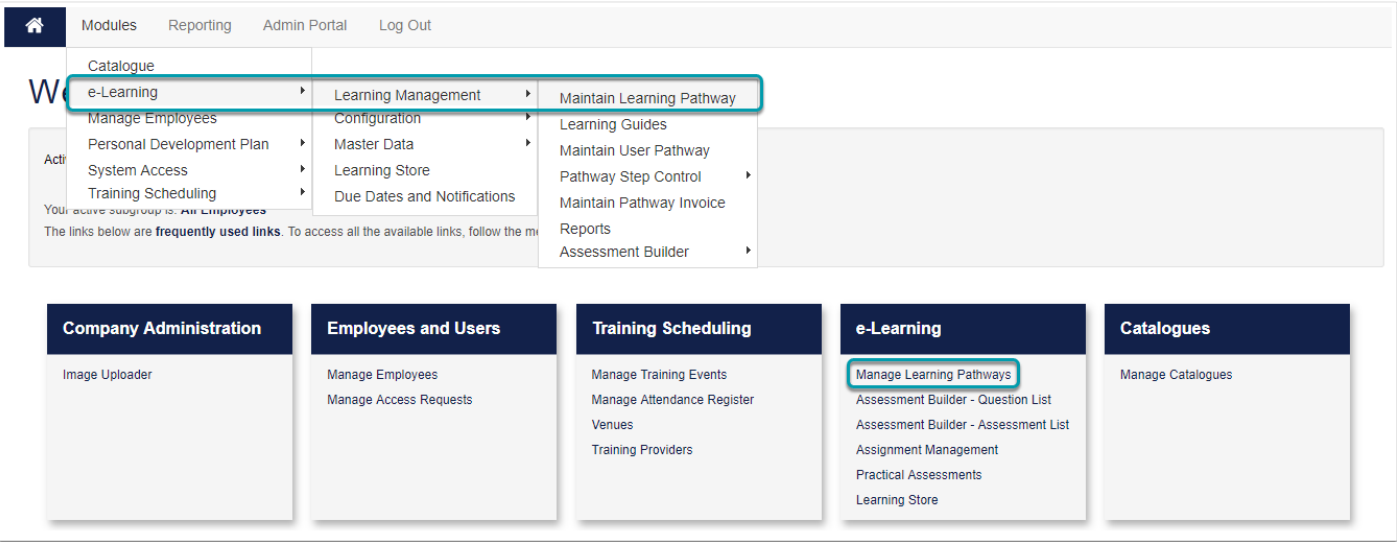 Modules Reporting Admin Portal Log Out
Catalogue
e-Learning
Manage Employees
Personal Development Plan
System Access
Training Scheduling
Learning Management
Configuration
Master Data
Learning Store
Due Dates and Notifications
Maintain Learning Pathway
Learning Guides
Maintain User Pathway
Pathway Step Control
Maintain Pathway Invoice
Reports
Assessment Builder
Your active subgroup is: All Employees
The links below are frequently used links. To access all the available links, follow the
Company Administration
Image Uploader
Employees and Users
Manage Employees
Manage Access Requests
Training Scheduling
Manage Training Events
Manage Attendance Register
Venues
Training Providers
e-Learning
Manage Learning Pathways
Assessment Builder - Question List
Assessment Builder - Assessment List
Assignment Management
Practical Assessments
Learning Store
Catalogues
Manage Catalogues